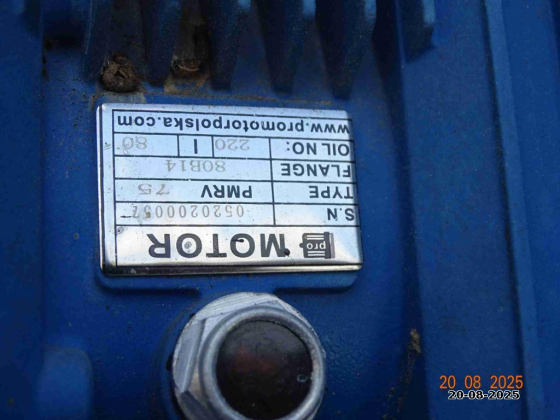 pro MOTOR
S.N 0520200057
TYPE PMRV 75
FLANGE 80B14
OIL NO: 220 I 80
www.promotorpolska.com
20 08 2025
20-08-2025